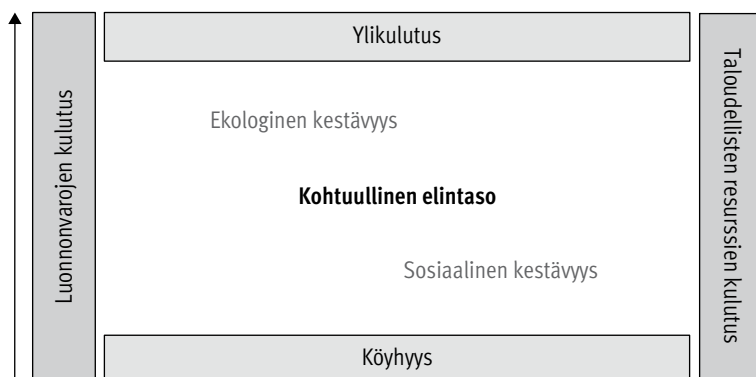 Ylikulutus
Luonnonvarojen kulutus
Ekologinen kestävyys
Kohtuullinen elintaso
Sosiaalinen kestävyys
Taloudellisten resurssien kulutus
Köyhyys